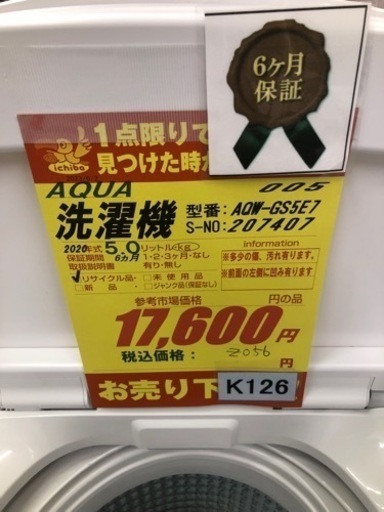 6ヶ月
保証
ichibo
1点限りで
見つけた時が
AQUA
005
洗濯機
型番: AQW-GS5E7
S-NO: 207407
2020年式 5.0 リットル・kg
保証期間 6ヵ月 1・2・3ヶ月・なし
取扱説明書 有り・無し
information
※多少の傷、汚れ有ります。
※前面の左側に凹み有ります。
✓リサイクル品・□未使用品
□新品・□ジャンク品(保証なし)
参考市場価格 円の品
17,600円
税込価格: 円
お売り下
K126